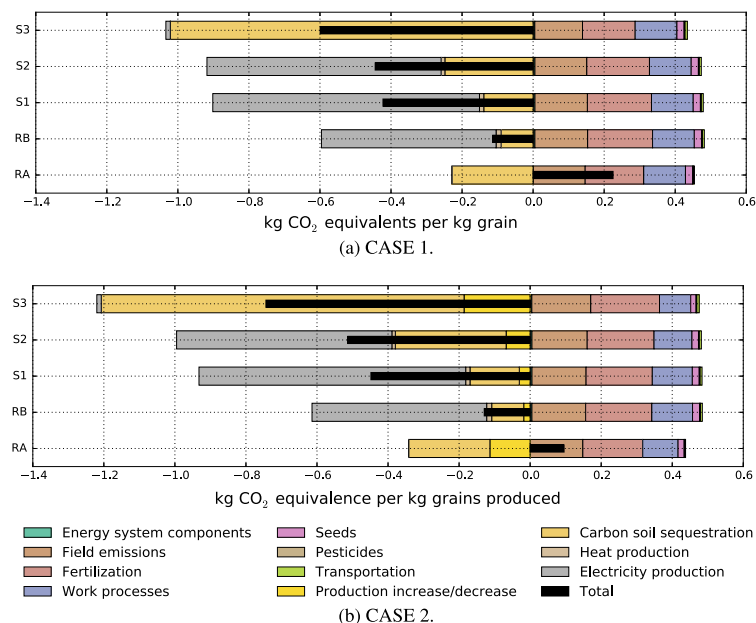 S3
S2
S1
RB
RA
−1.4 −1.2 −1.0 −0.8 −0.6 −0.4 −0.2 0.0 0.2 0.4 0.6
kg CO2 equivalents per kg grain
(a) CASE 1.
S3
S2
S1
RB
RA
−1.4 −1.2 −1.0 −0.8 −0.6 −0.4 −0.2 0.0 0.2 0.4 0.6
kg CO2 equivalence per kg grains produced
Energy system components Seeds Carbon soil sequestration
Field emissions Pesticides Heat production
Fertilization Transportation Electricity production
Work processes Production increase/decrease Total
(b) CASE 2.